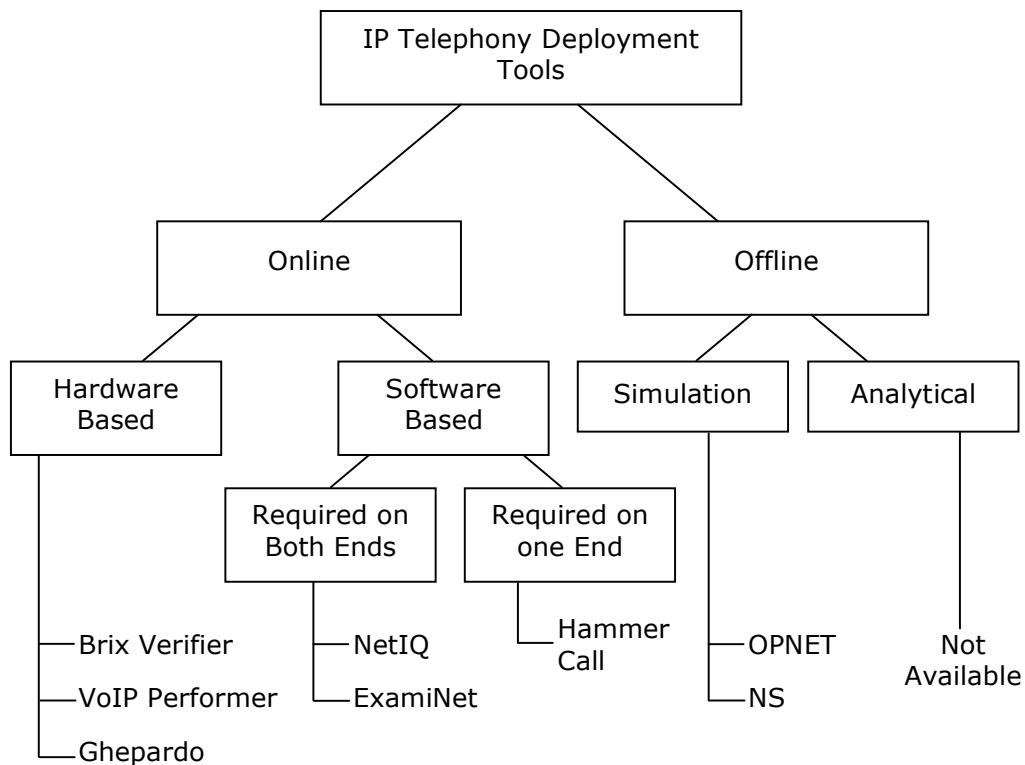 IP Telephony Deployment
Tools
Online
Offline
Hardware
Based
Software
Based
Simulation
Analytical
Required on
Both Ends
Required on
one End
Brix Verifier
VoIP Performer
Ghepardo
NetIQ
ExamiNet
Hammer
Call
OPNET
NS
Not
Available